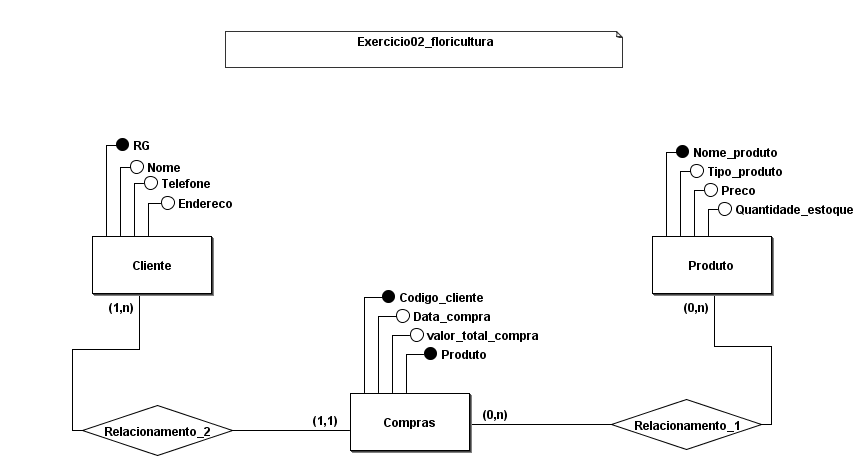 Exercicio02_floricultura
RG
Nome
Telefone
Endereco
Cliente
(1,n)
Nome_produto
Tipo_produto
Preco
Quantidade_estoque
Produto
(0,n)
Codigo_cliente
Data_compra
valor_total_compra
Produto
Compras
(1,1)
(0,n)
Relacionamento_2
Relacionamento_1